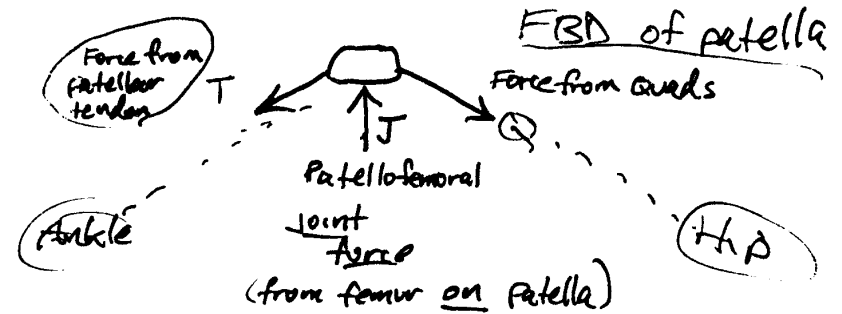 FBD of patella
Force from
patellar
tendon
T
Force from Quads
Q
J
Patellofemoral
joint
force
(from femur on patella)
Ankle
Hip